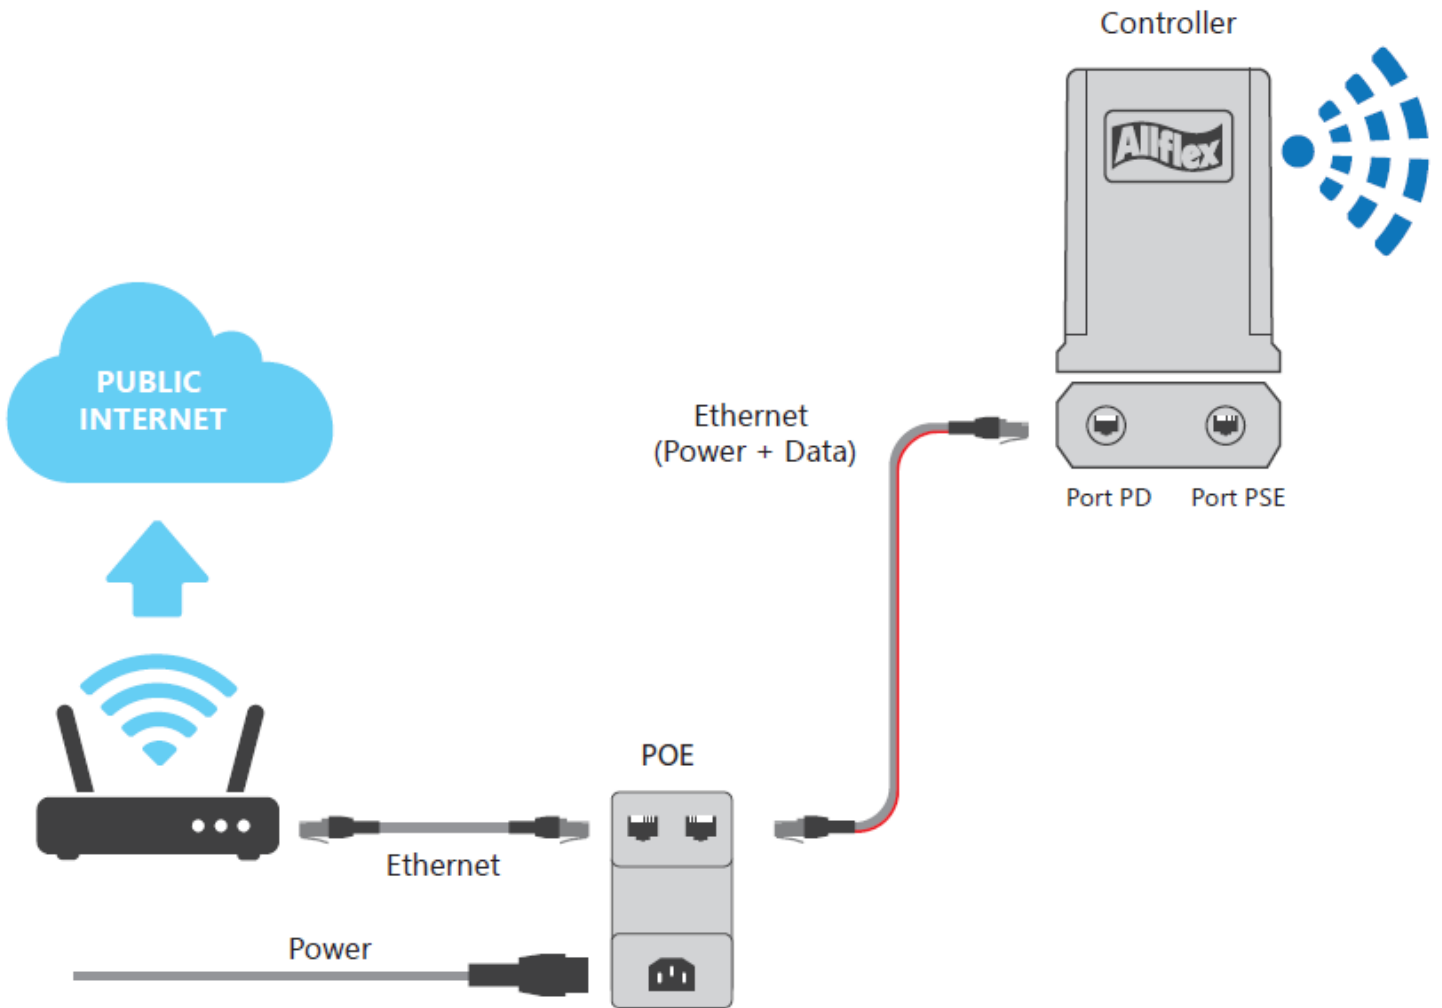 Controller
Allflex
PUBLIC
INTERNET
Ethernet
(Power + Data)
Port PD
Port PSE
POE
Ethernet
Power